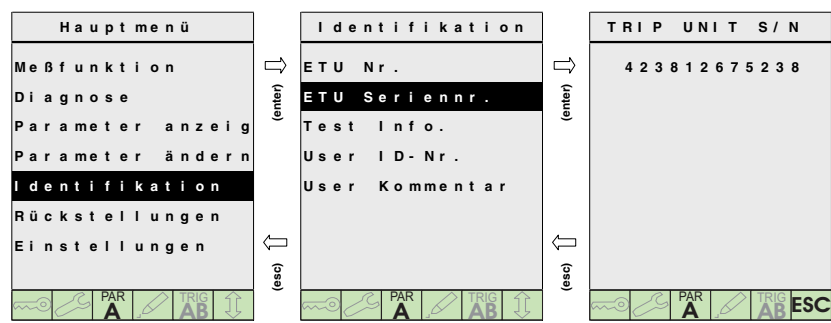 Hauptmenü
Meßfunktion
Diagnose
Parameter anzeig
Parameter ändern
Identifikation
Rückstellungen
Einstellungen
PAR A TRIG AB
(enter)
(esc)
Identifikation
ETU Nr.
ETU Seriennr.
Test Info.
User ID-Nr.
User Kommentar
PAR A TRIG AB
(enter)
(esc)
TRIP UNIT S/N
423812675238
PAR A TRIG AB ESC